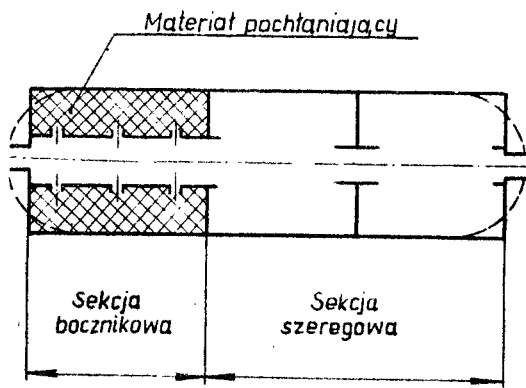 Materiał pochłaniający
Sekcja
bocznikowa
Sekcja
szeregowa